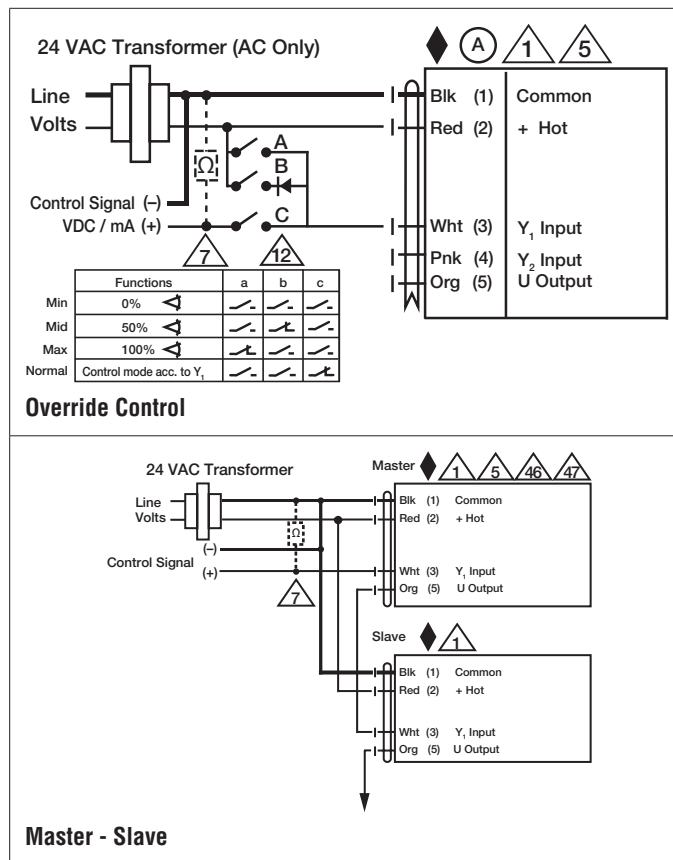 24 VAC Transformer (AC Only)
A 1 5
Line
Volts
Blk (1) Common
Red (2) + Hot
A
Ω
B
Control Signal (–)
VDC / mA (+)
C
Wht (3) Y1 Input
Pnk (4) Y2 Input
Org (5) U Output
7 12
Functions a b c
Min 0%
Mid 50%
Max 100%
Normal Control mode acc. to Y1
Override Control
24 VAC Transformer
Master 1 5 46 47
Line
Volts
Blk (1) Common
Red (2) + Hot
Ω
(–)
Control Signal
(+)
Wht (3) Y1 Input
Org (5) U Output
7
Slave 1
Blk (1) Common
Red (2) + Hot
Wht (3) Y1 Input
Org (5) U Output
Master - Slave